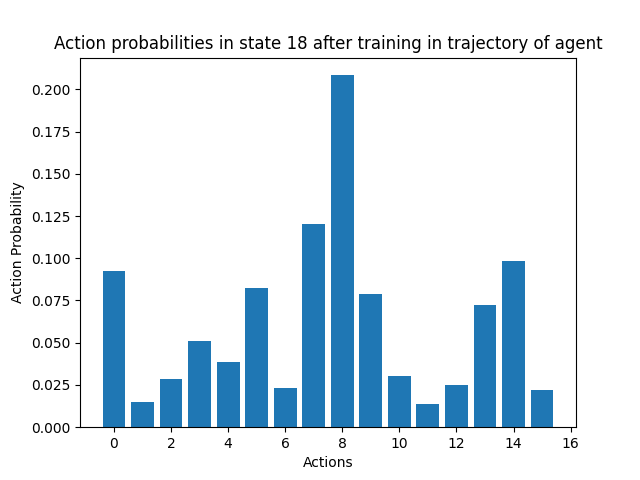 Action probabilities in state 18 after training in trajectory of agent
0.200
0.175
0.150
0.125
0.100
0.075
0.050
0.025
0.000
Action Probability
0 2 4 6 8 10 12 14 16
Actions